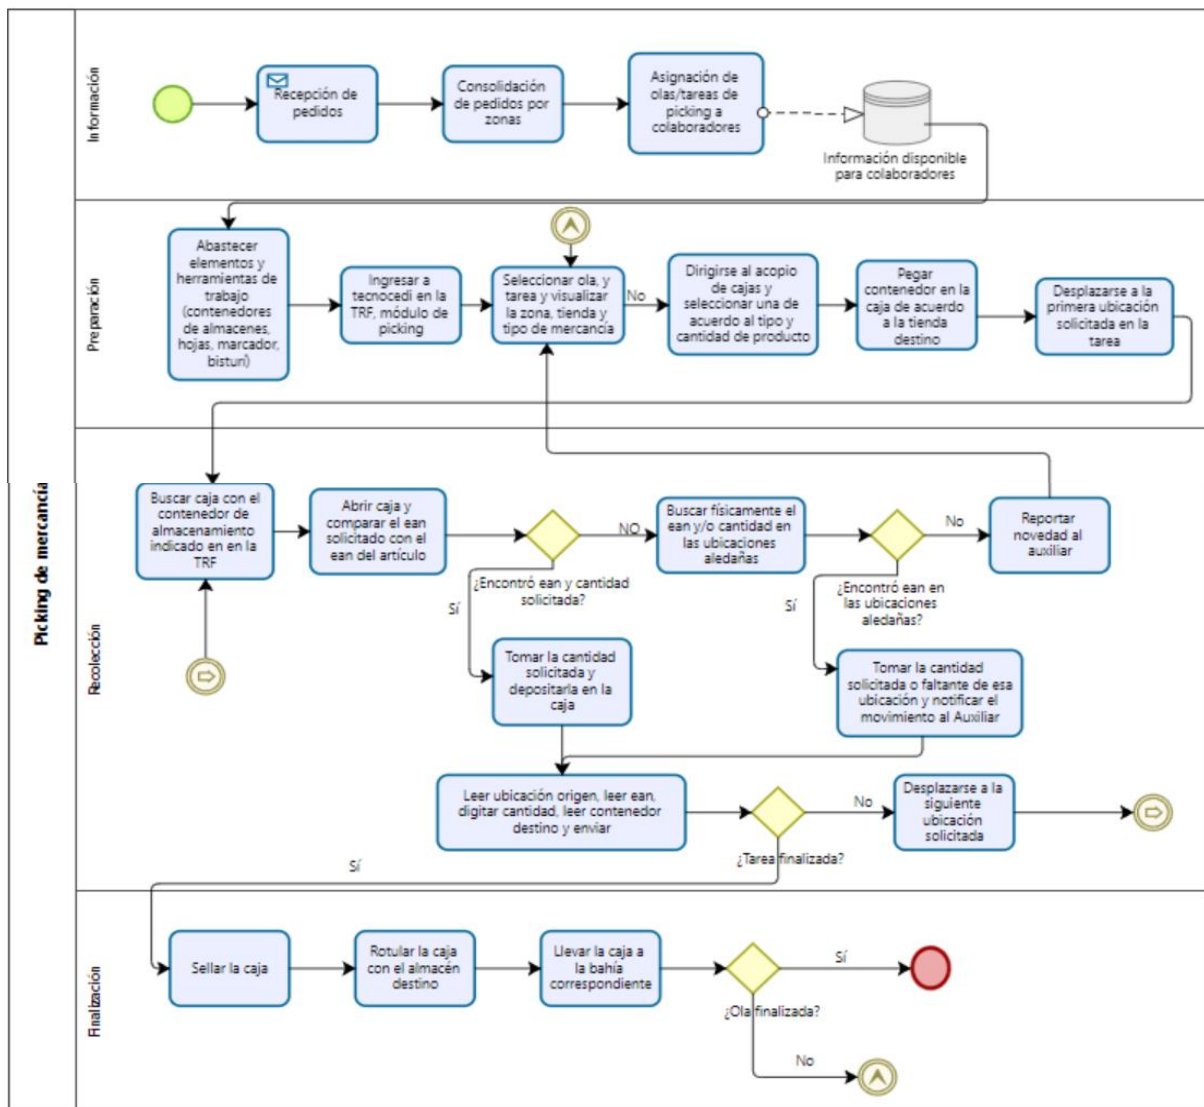 Picking de mercancía
Información
Recepción de
pedidos
Consolidación
de pedidos por
zonas
Asignación de
olas/tareas de
picking a
colaboradores
Información disponible
para colaboradores
Preparación
Abastecer
elementos y
herramientas de
trabajo
(contenedores
de almacenes,
hojas, marcador,
bisturí)
Ingresar a
tecnocedi en la
TRF, módulo de
picking
Seleccionar ola, y
tarea y visualizar
la zona, tienda y
tipo de mercancía
No
Dirigirse al acopio
de cajas y
seleccionar una de
acuerdo al tipo y
cantidad de
producto
Pegar
contenedor en la
caja de acuerdo
a la tienda
destino
Desplazarse a la
primera ubicación
solicitada en la
tarea
Recolección
Buscar caja con el
contenedor de
almacenamiento
indicado en en la
TRF
Abrir caja y
comparar el ean
solicitado con el
ean del artículo
¿Encontró ean y cantidad
solicitada?
NO
Buscar físicamente el
ean y/o cantidad en
las ubicaciones
aledañas
¿Encontró ean en
las ubicaciones
aledañas?
No
Reportar
novedad al
auxiliar
Sí
Tomar la cantidad
solicitada y
depositarla en la
caja
Sí
Tomar la cantidad
solicitada o faltante de esa
ubicación y notificar el
movimiento al Auxiliar
Leer ubicación origen, leer ean,
digitar cantidad, leer contenedor
destino y enviar
¿Tarea finalizada?
No
Desplazarse a la
siguiente
ubicación
solicitada
Sí
Finalización
Sellar la caja
Rotular la caja
con el almacén
destino
Llevar la caja a
la bahía
correspondiente
¿Ola finalizada?
Sí
No